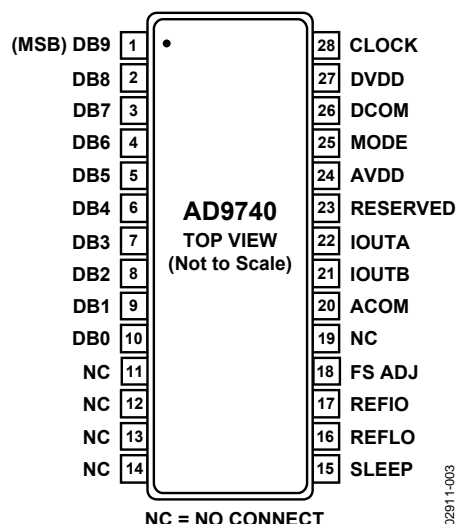 (MSB) DB9 1 28 CLOCK
DB8 2 27 DVDD
DB7 3 26 DCOM
DB6 4 25 MODE
DB5 5 24 AVDD
DB4 6 AD9740 23 RESERVED
DB3 7 TOP VIEW 22 IOUTA
DB2 8 (Not to Scale) 21 IOUTB
DB1 9 20 ACOM
DB0 10 19 NC
NC 11 18 FS ADJ
NC 12 17 REFIO
NC 13 16 REFLO
NC 14 15 SLEEP
NC = NO CONNECT
02911-003